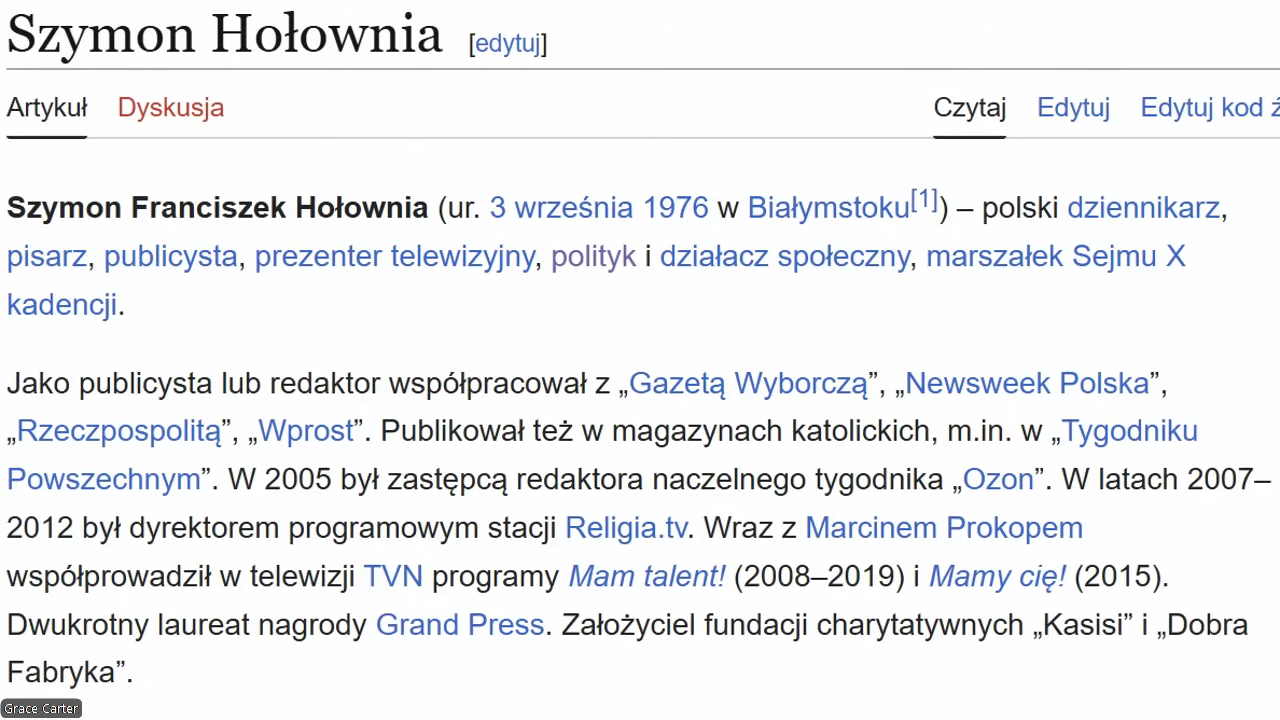 Szymon Hołownia [edytuj]
Artykuł Dyskusja Czytaj Edytuj Edytuj kod
Szymon Franciszek Hołownia (ur. 3 września 1976 w Białymstoku[1]) – polski dziennikarz,
pisarz, publicysta, prezenter telewizyjny, polityk i działacz społeczny, marszałek Sejmu X
kadencji.
Jako publicysta lub redaktor współpracował z „Gazetą Wyborczą”, „Newsweek Polska”,
„Rzeczpospolitą”, „Wprost”. Publikował też w magazynach katolickich, m.in. w „Tygodniku
Powszechnym”. W 2005 był zastępcą redaktora naczelnego tygodnika „Ozon”. W latach 2007–
2012 był dyrektorem programowym stacji Religia.tv. Wraz z Marcinem Prokopem
współprowadził w telewizji TVN programy Mam talent! (2008–2019) i Mamy cię! (2015).
Dwukrotny laureat nagrody Grand Press. Założyciel fundacji charytatywnych „Kasisi” i „Dobra
Fabryka”.
Grace Carter